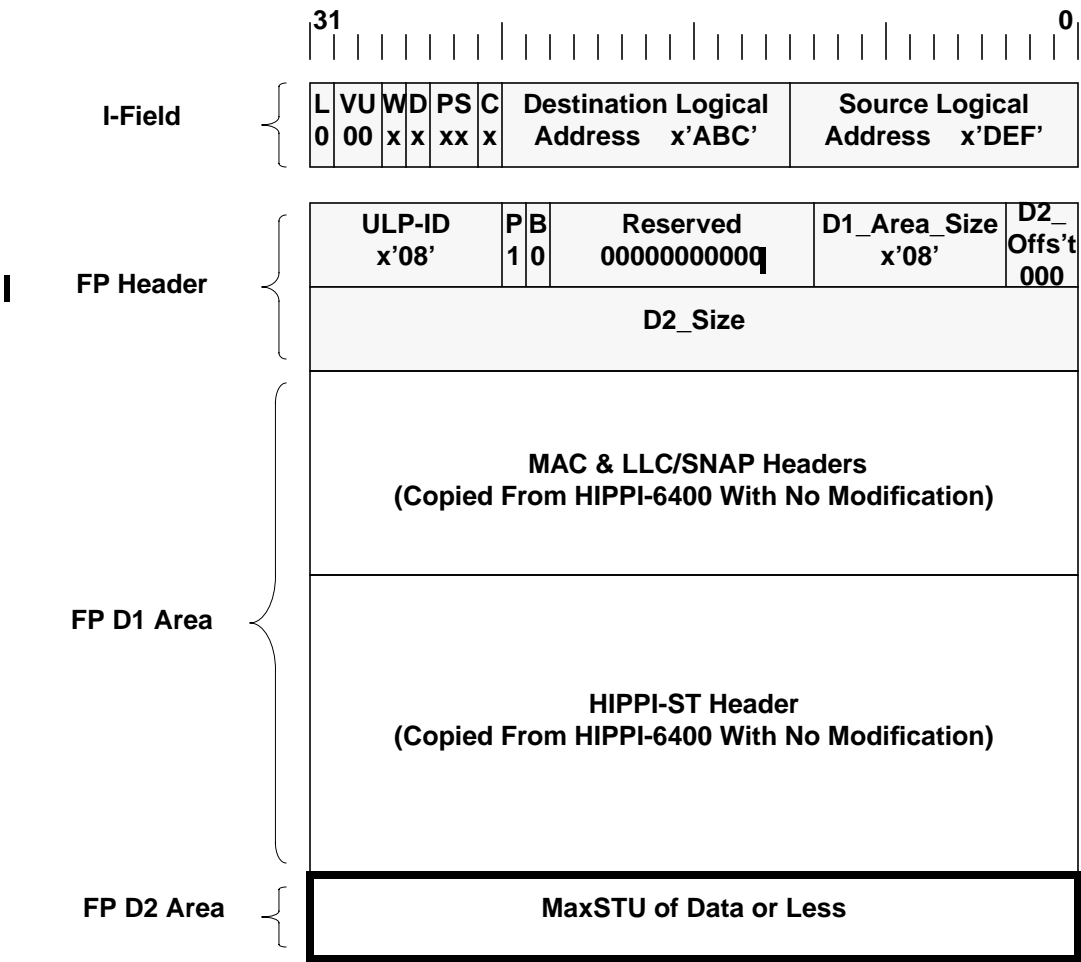 31 0
I-Field
L VU W D PS C Destination Logical Source Logical
0 00 x x xx x Address x'ABC' Address x'DEF'
FP Header
ULP-ID P B Reserved D1_Area_Size D2_
x'08' 1 0 00000000000 x'08' Offs't
000
D2_Size
FP D1 Area
MAC & LLC/SNAP Headers
(Copied From HIPPI-6400 With No Modification)
HIPPI-ST Header
(Copied From HIPPI-6400 With No Modification)
FP D2 Area
MaxSTU of Data or Less